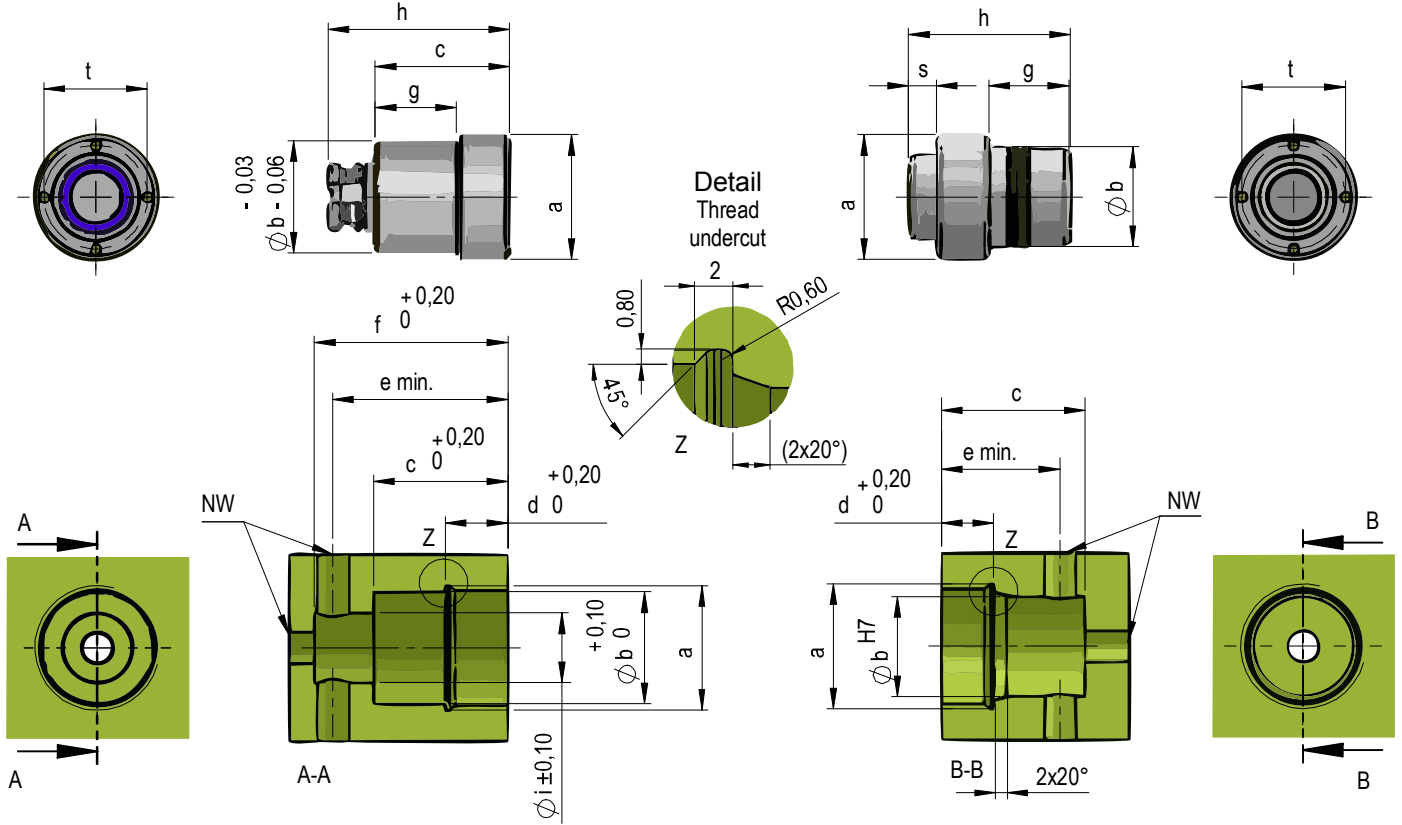 h
c
g
t
- 0,03
Ø b - 0,06
a
h
s
g
t
a
Ø b
Detail
Thread
undercut
2
0,80
R0,60
45°
Z
(2x20°)
+ 0,20
f 0
e min.
+ 0,20
c 0
+ 0,20
d 0
NW
Z
A
A
A-A
+ 0,10
Ø b 0
a
Ø i ±0,10
c
e min.
+ 0,20
d 0
Z
NW
a
Ø b H7
B-B
2x20°
B
B